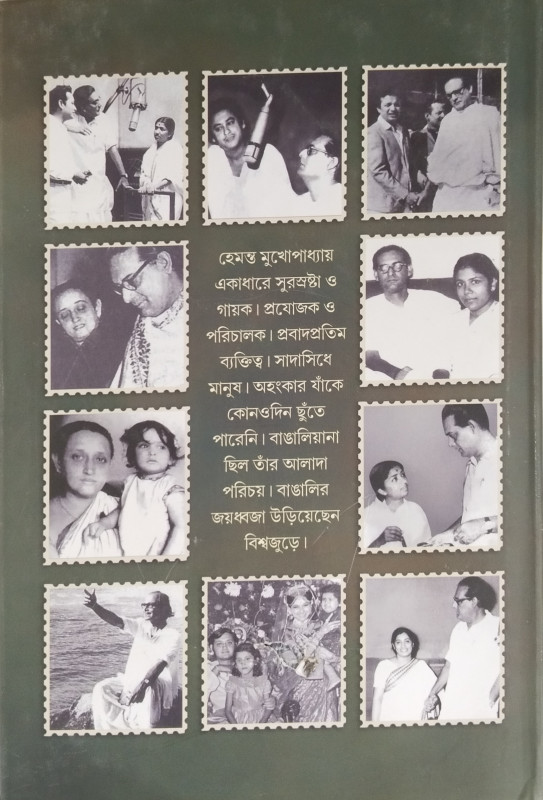 হেমন্ত মুখোপাধ্যায়
একাধারে সুরস্রষ্টা ও
গায়ক। প্রযোজক ও
পরিচালক। প্রবাদপ্রতিম
ব্যক্তিত্ব। সাদাসিধে
মানুষ। অহংকার যাঁকে
কোনওদিন ছুঁতে
পারেনি। বাঙালিয়ানা
ছিল তাঁর আলাদা
পরিচয়। বাঙালির
জয়ধ্বজা উড়িয়েছেন
বিশ্বজুড়ে।